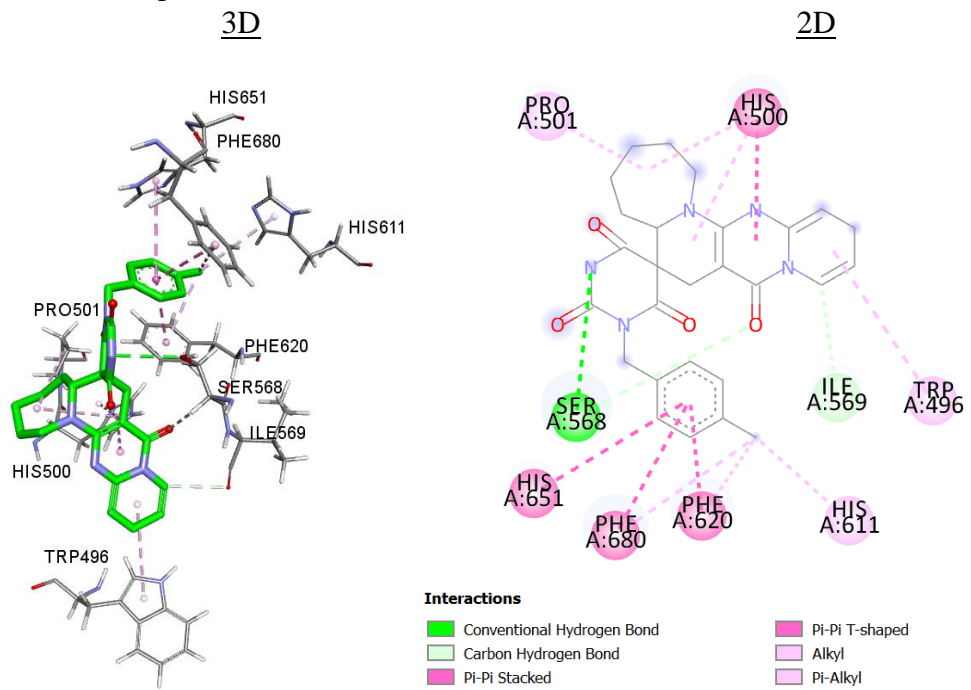 3D
2D
HIS651
PHE680
HIS611
PRO501
PHE620
SER568
ILE569
HIS500
TRP496
PRO
A:501
HIS
A:500
N
N
N
O
N
O
N
O
O
SER
A:568
ILE
A:569
TRP
A:496
HIS
A:651
PHE
A:680
PHE
A:620
HIS
A:611
Interactions
Conventional Hydrogen Bond
Carbon Hydrogen Bond
Pi-Pi Stacked
Pi-Pi T-shaped
Alkyl
Pi-Alkyl